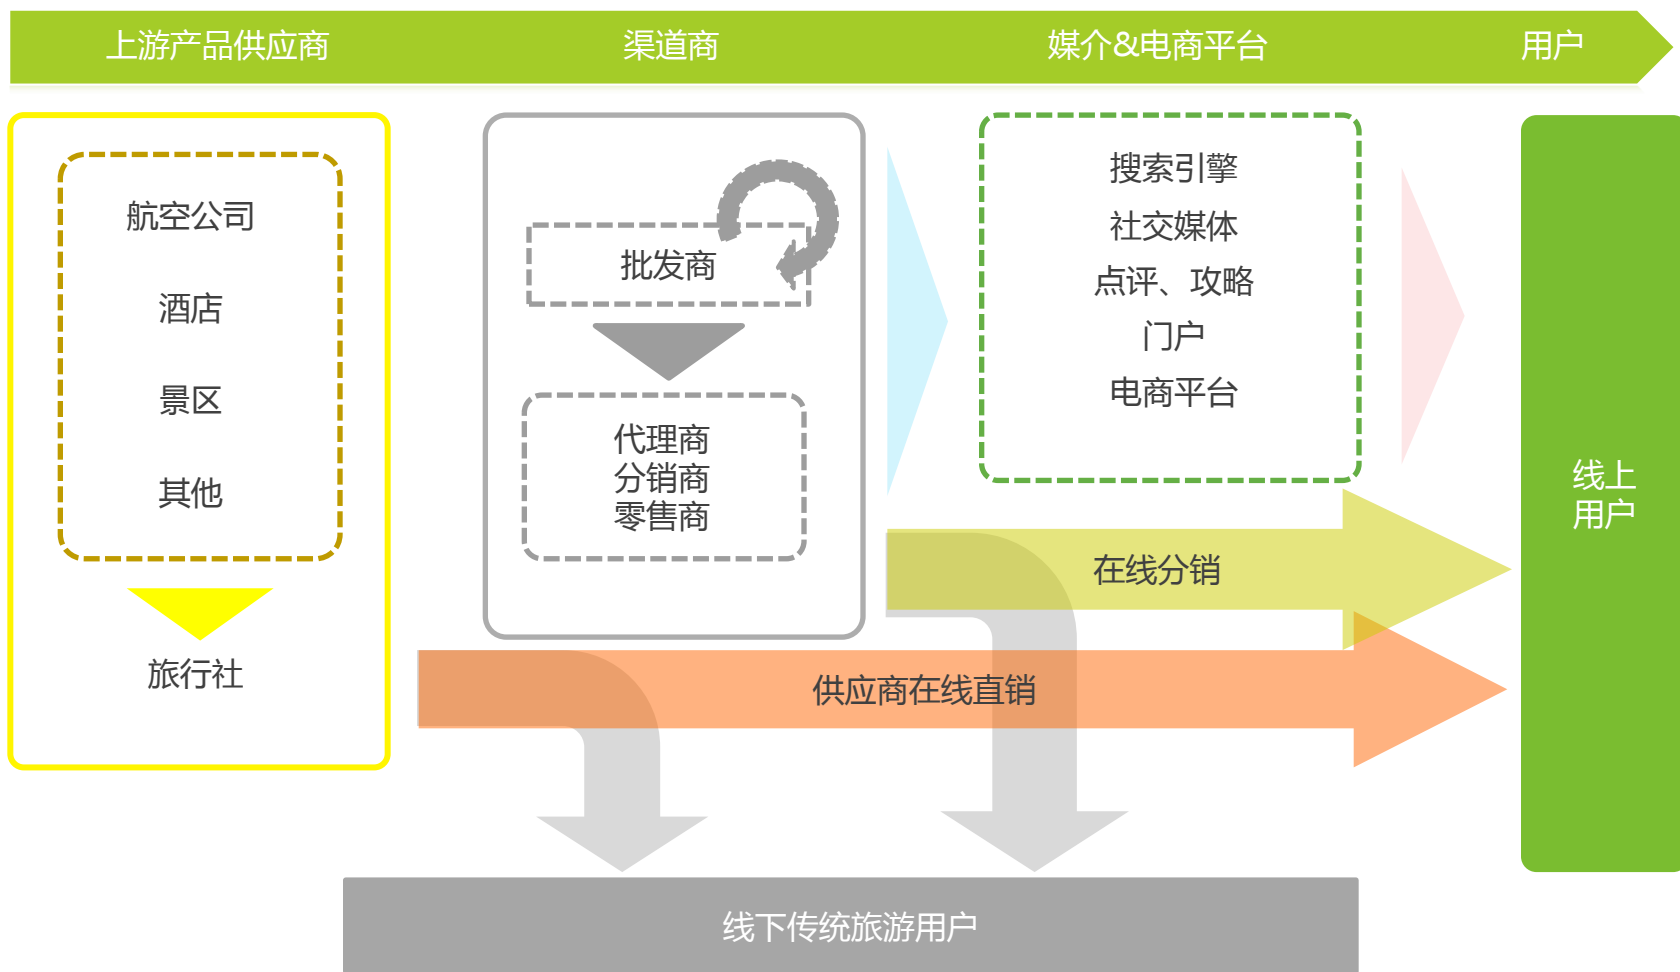 上游产品供应商
渠道商
媒介&电商平台
用户
航空公司
酒店
景区
其他
旅行社
批发商
代理商
分销商
零售商
搜索引擎
社交媒体
点评、攻略
门户
电商平台
在线分销
供应商在线直销
线上
用户
线下传统旅游用户